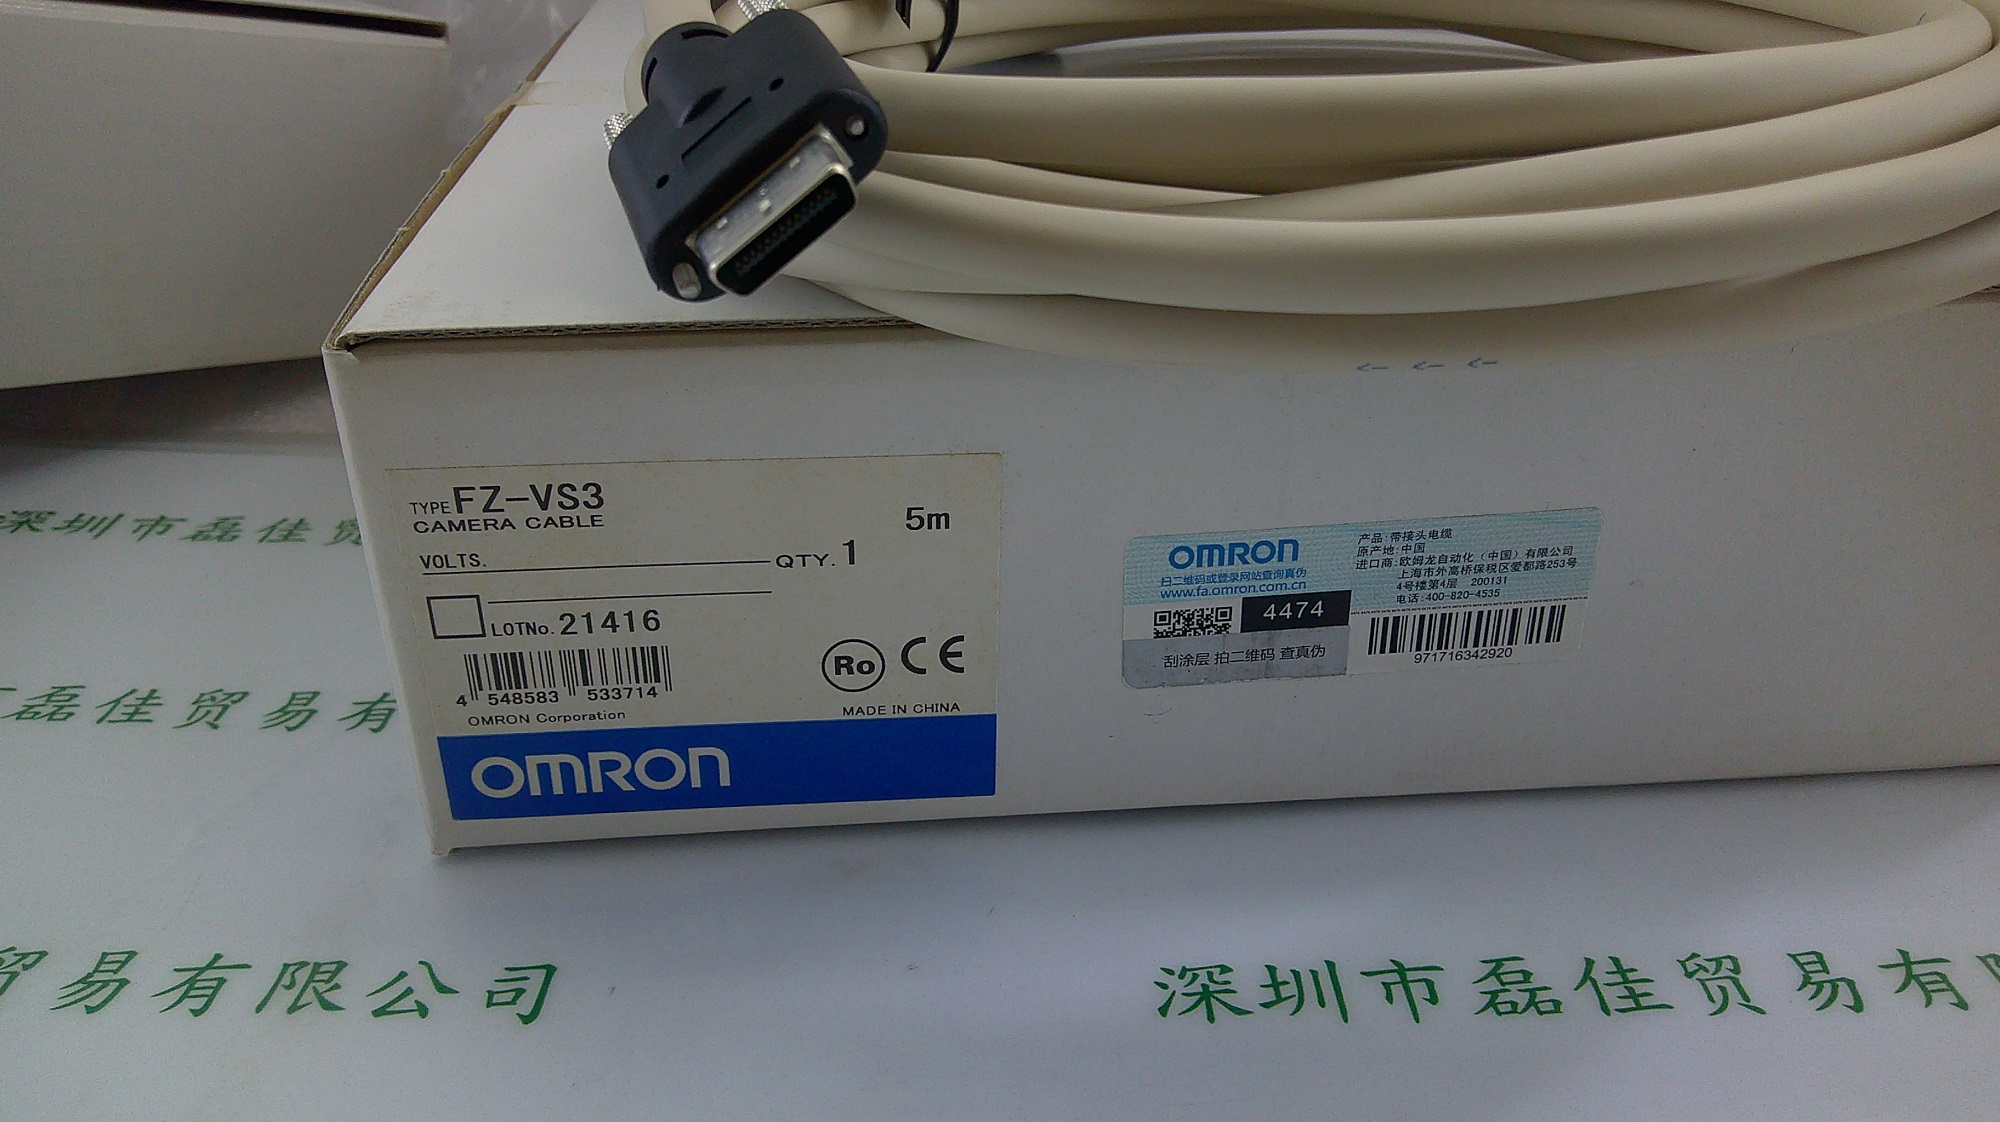 TYPE FZ-VS3
CAMERA CABLE
5m
VOLTS.
QTY. 1
LOTNo. 21416
4 548583 533714
OMRON Corporation
Ro CE
MADE IN CHINA
OMRON
OMRON
扫二维码或登录网站查询真伪
www.fa.omron.com.cn
4474
刮涂层 拍二维码 查真伪
产品:带接头电缆
原产地:中国
进口商:欧姆龙自动化（中国）有限公司
上海市外高桥保税区爱都路253号
4号楼第4层 200131
电话:400-820-4535
971716342920
<- <- <-
深圳市磊佳贸
磊佳贸易有
贸易有限公司
深圳市磊佳贸易有限